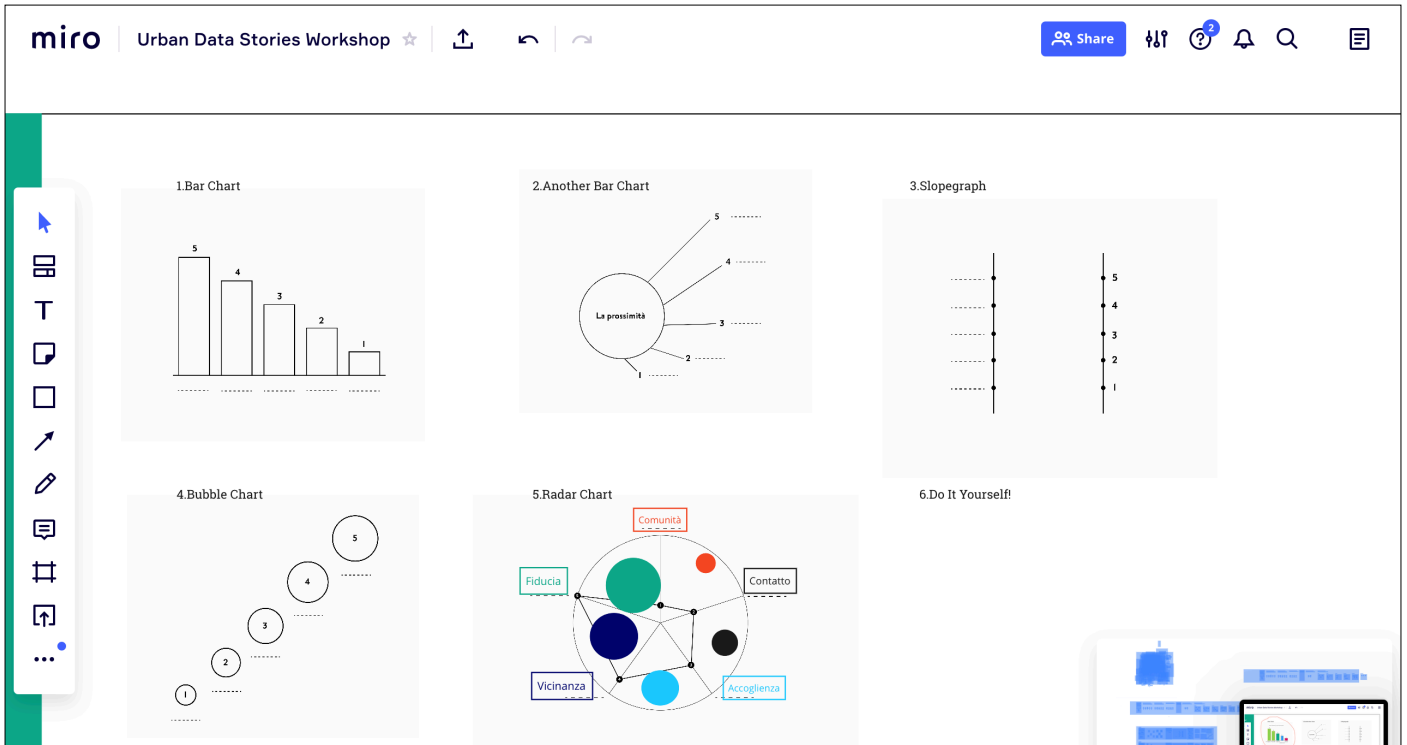 miro
Urban Data Stories Workshop
Share
2
1.Bar Chart
5
4
3
2
1
2.Another Bar Chart
5
4
La prossimità
3
2
1
3.Slopegraph
5
4
3
2
1
4.Bubble Chart
5
4
3
2
1
5.Radar Chart
Comunità
Fiducia
Contatto
5
1
2
3
4
Vicinanza
Accoglienza
6.Do It Yourself!